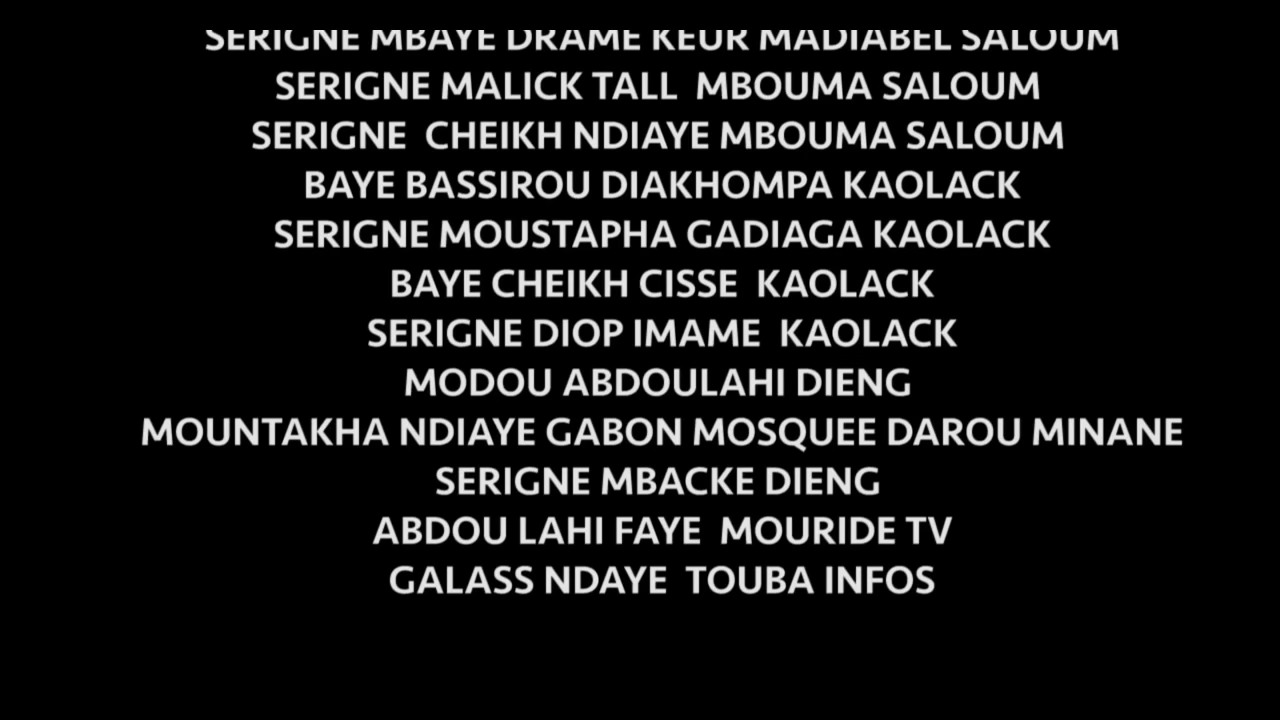 SERIGNE MBAYE DRAME KEUR MADIABEL SALOUM
SERIGNE MALICK TALL MBOUMA SALOUM
SERIGNE CHEIKH NDIAYE MBOUMA SALOUM
BAYE BASSIROU DIAKHOMPA KAOLACK
SERIGNE MOUSTAPHA GADIAGA KAOLACK
BAYE CHEIKH CISSE KAOLACK
SERIGNE DIOP IMAME KAOLACK
MODOU ABDOULAHI DIENG
MOUNTAKHA NDIAYE GABON MOSQUEE DAROU MINANE
SERIGNE MBACKE DIENG
ABDOU LAHI FAYE MOURIDE TV
GALASS NDAYE TOUBA INFOS